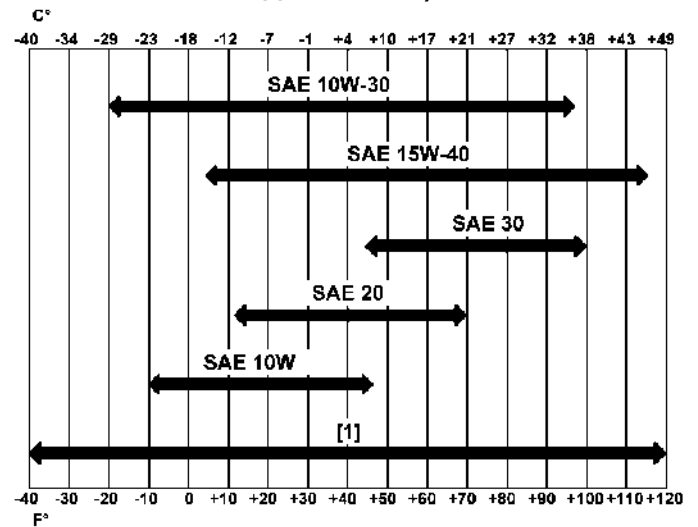 C°
-40 -34 -29 -23 -18 -12 -7 -1 +4 +10 +17 +21 +27 +32 +38 +43 +49
SAE 10W-30
SAE 15W-40
SAE 30
SAE 20
SAE 10W
[1]
-40 -30 -20 -10 0 +10 +20 +30 +40 +50 +60 +70 +80 +90 +100 +110 +120
F°